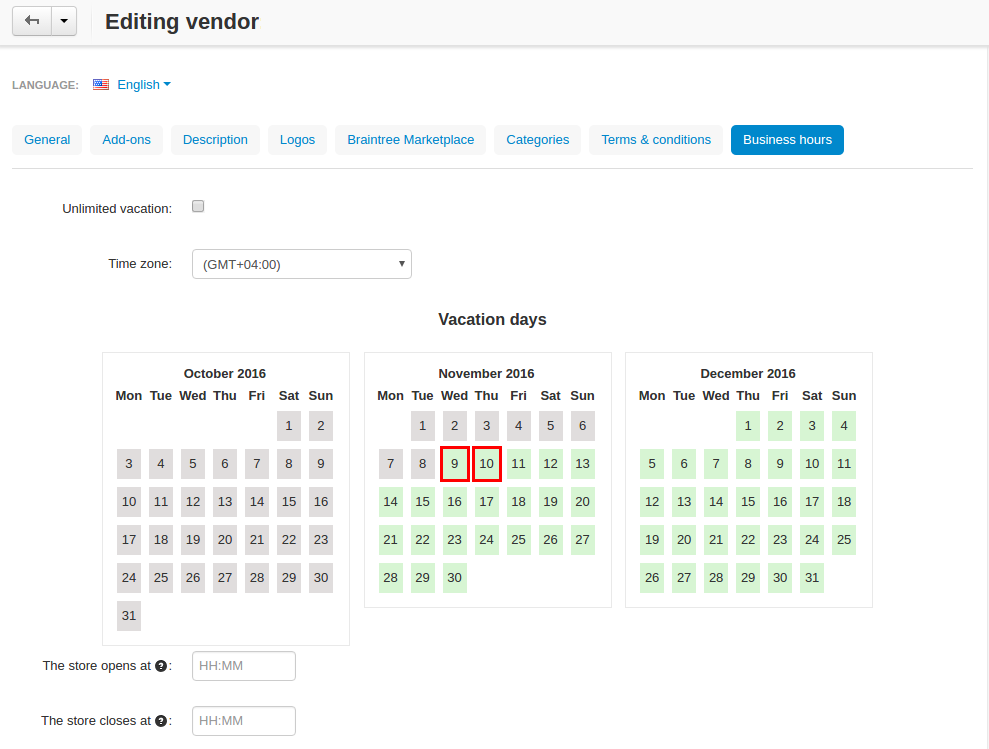 Editing vendor
LANGUAGE: English
General Add-ons Description Logos Braintree Marketplace Categories Terms & conditions Business hours
Unlimited vacation:
Time zone: (GMT+04:00)
Vacation days
October 2016
Mon Tue Wed Thu Fri Sat Sun
1 2
3 4 5 6 7 8 9
10 11 12 13 14 15 16
17 18 19 20 21 22 23
24 25 26 27 28 29 30
31
November 2016
Mon Tue Wed Thu Fri Sat Sun
1 2 3 4 5 6
7 8 9 10 11 12 13
14 15 16 17 18 19 20
21 22 23 24 25 26 27
28 29 30
December 2016
Mon Tue Wed Thu Fri Sat Sun
1 2 3 4
5 6 7 8 9 10 11
12 13 14 15 16 17 18
19 20 21 22 23 24 25
26 27 28 29 30 31
The store opens at ?: HH:MM
The store closes at ?: HH:MM